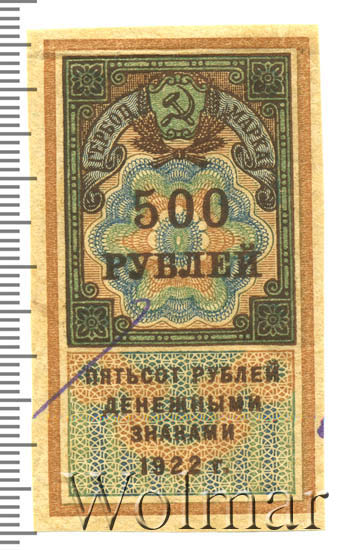 ГЕРБОВ. МАРКА
500
РУБЛЕЙ
ПЯТЬСОТ РУБЛЕЙ
ДЕНЕЖНЫМИ
ЗНАКАМИ
1922 г.
Wolmar